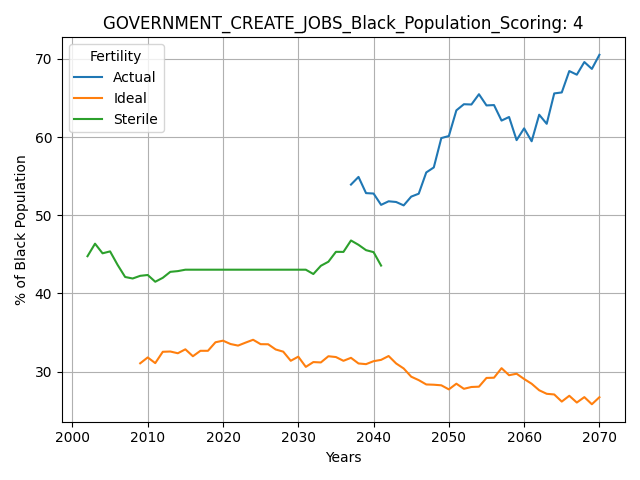 GOVERNMENT_CREATE_JOBS_Black_Population_Scoring: 4
Fertility
Actual
Ideal
Sterile
% of Black Population
70
60
50
40
30
2000 2010 2020 2030 2040 2050 2060 2070
Years